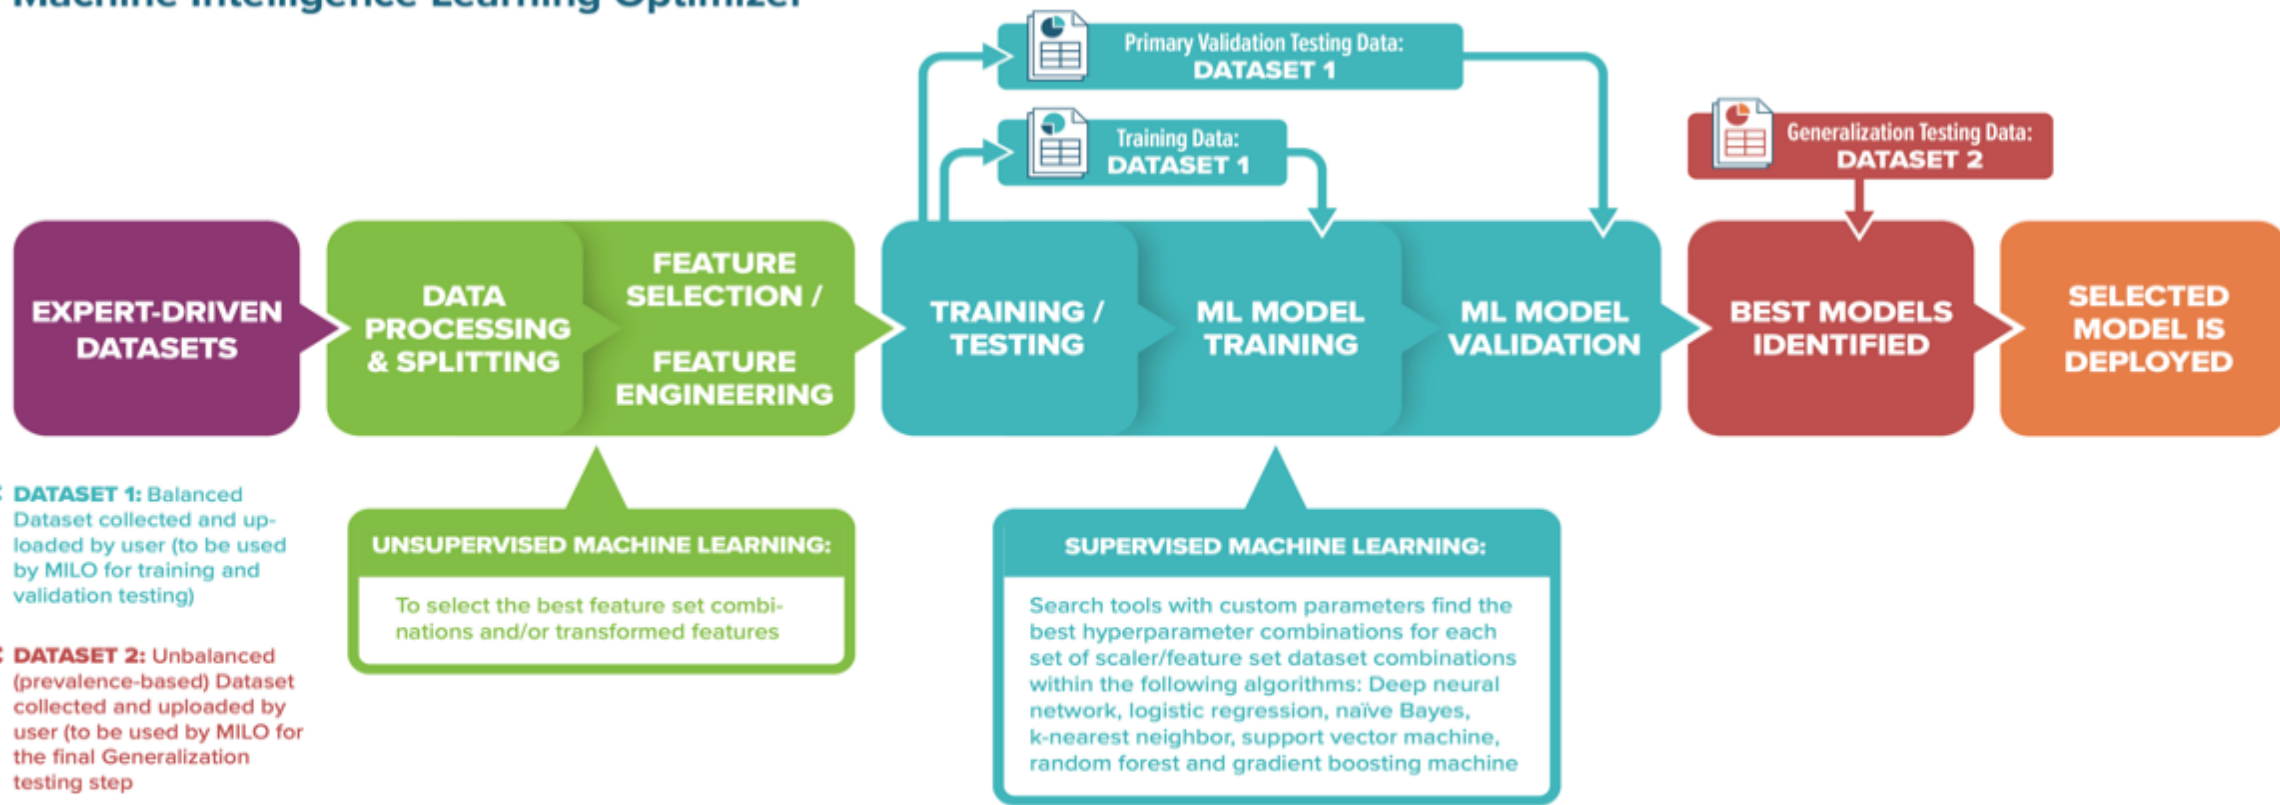 Machine Intelligence Learning Optimizer
Primary Validation Testing Data:
DATASET 1
Training Data:
DATASET 1
Generalization Testing Data:
DATASET 2
EXPERT-DRIVEN
DATASETS
DATA
PROCESSING
& SPLITTING
FEATURE
SELECTION /
FEATURE
ENGINEERING
TRAINING /
TESTING
ML MODEL
TRAINING
ML MODEL
VALIDATION
BEST MODELS
IDENTIFIED
SELECTED
MODEL IS
DEPLOYED
DATASET 1: Balanced
Dataset collected and up-
loaded by user (to be used
by MILO for training and
validation testing)
DATASET 2: Unbalanced
(prevalence-based) Dataset
collected and uploaded by
user (to be used by MILO for
the final Generalization
testing step
UNSUPERVISED MACHINE LEARNING:
To select the best feature set combi-
nations and/or transformed features
SUPERVISED MACHINE LEARNING:
Search tools with custom parameters find the
best hyperparameter combinations for each
set of scaler/feature set dataset combinations
within the following algorithms: Deep neural
network, logistic regression, naïve Bayes,
k-nearest neighbor, support vector machine,
random forest and gradient boosting machine